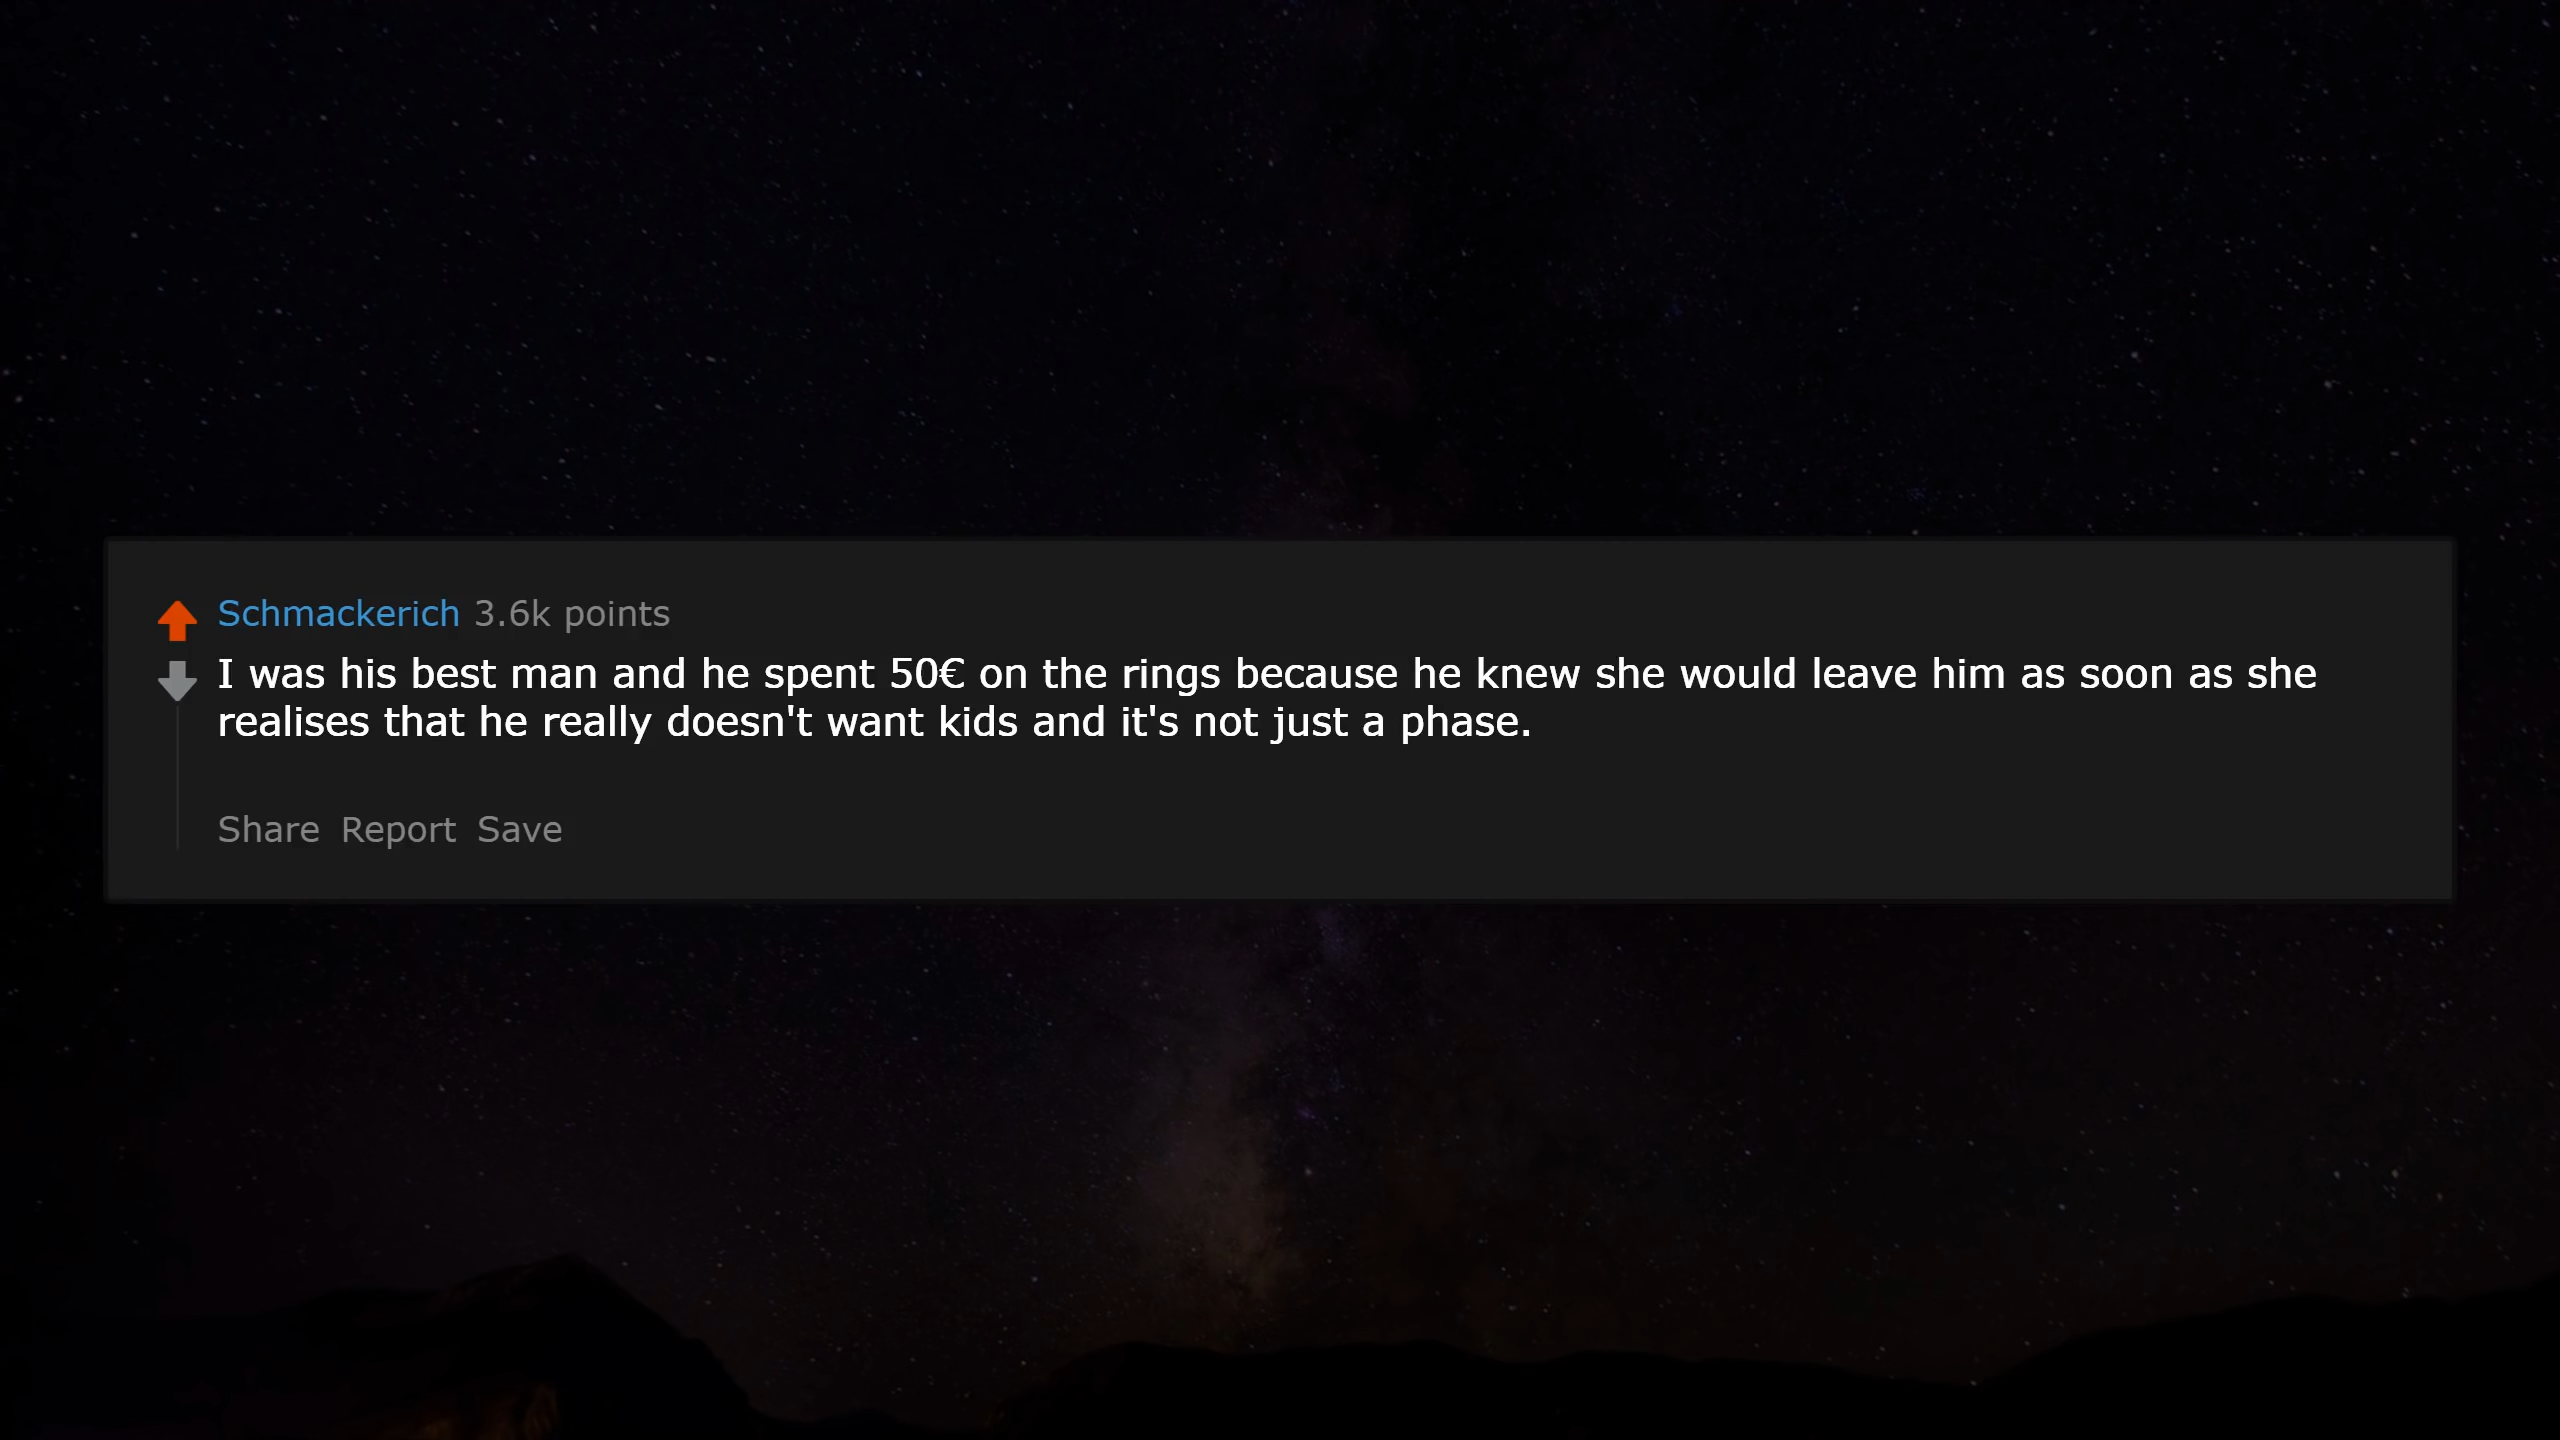 Schmackerich 3.6k points
I was his best man and he spent 50€ on the rings because he knew she would leave him as soon as she
realises that he really doesn't want kids and it's not just a phase.
Share Report Save